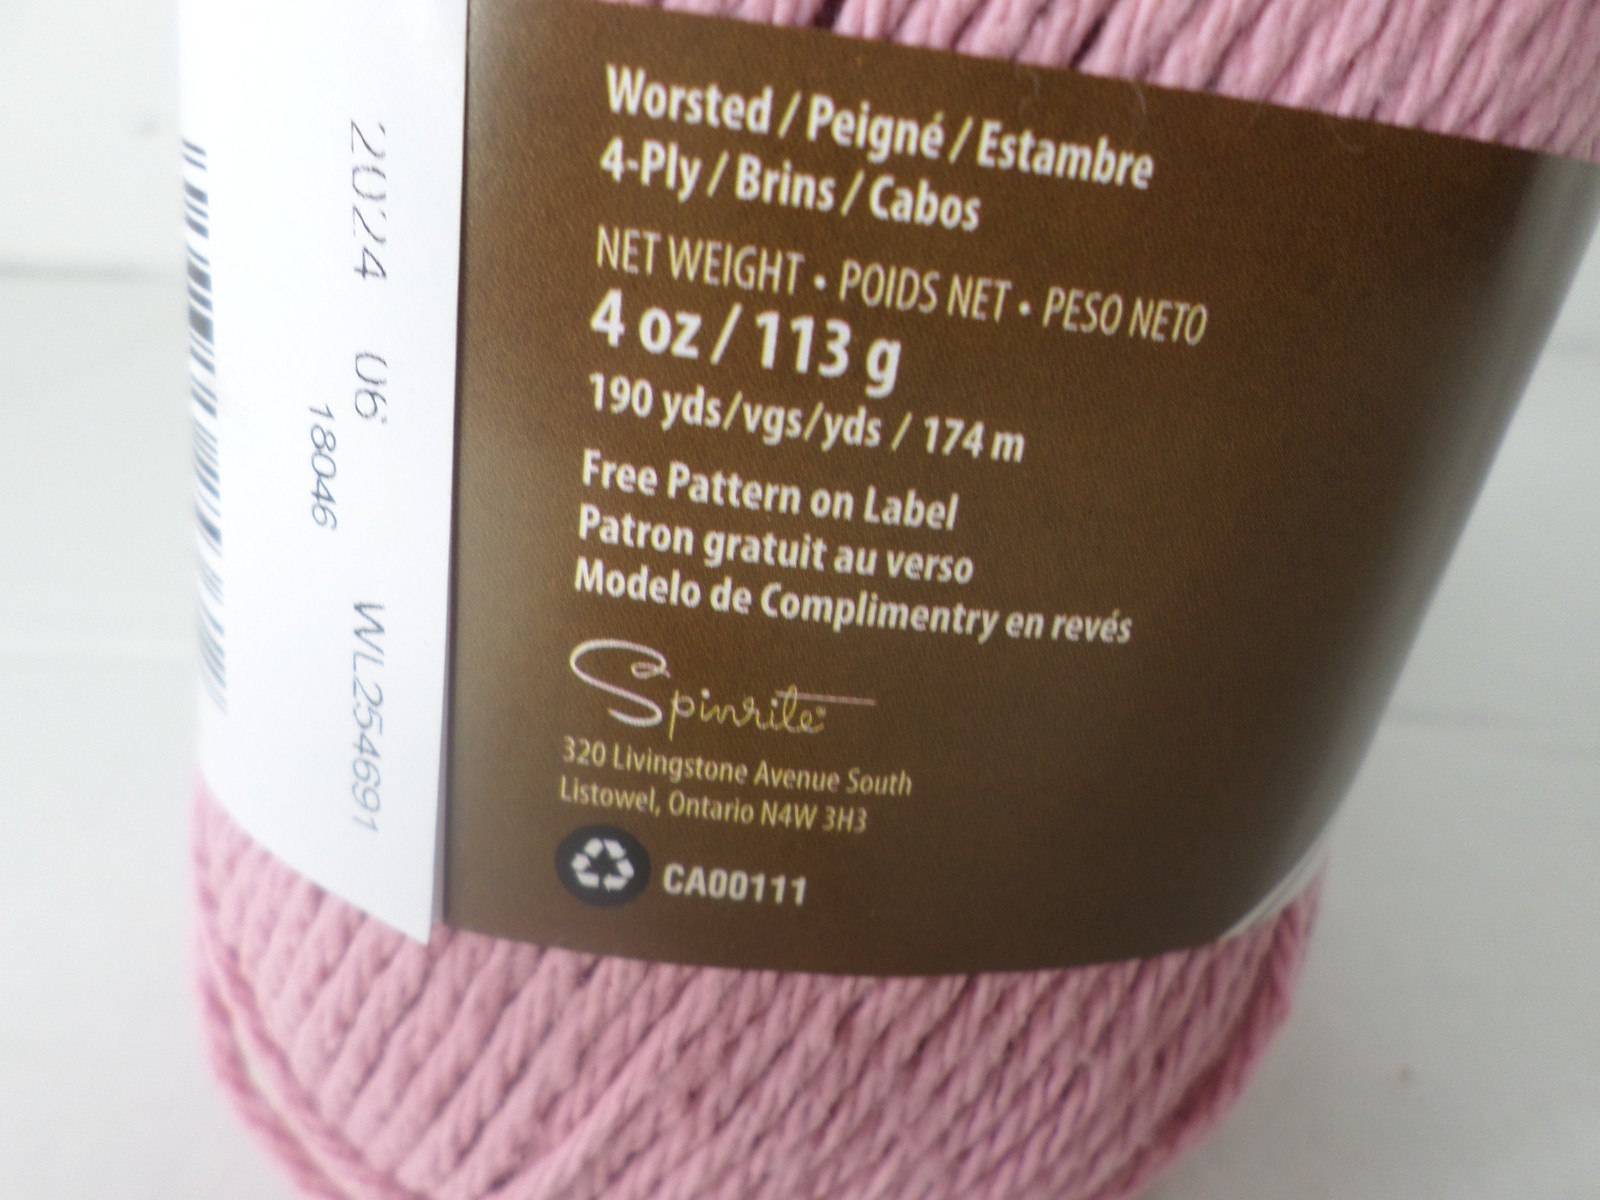 Worsted / Peigné / Estambre
4-Ply / Brins / Cabos
NET WEIGHT • POIDS NET • PESO NETO
4 oz / 113 g
190 yds/vgs/yds / 174 m
Free Pattern on Label
Patron gratuit au verso
Modelo de Complimentry en revés
Spinrite
320 Livingstone Avenue South
Listowel, Ontario N4W 3H3
CA00111
2024 06 WL254691
18046